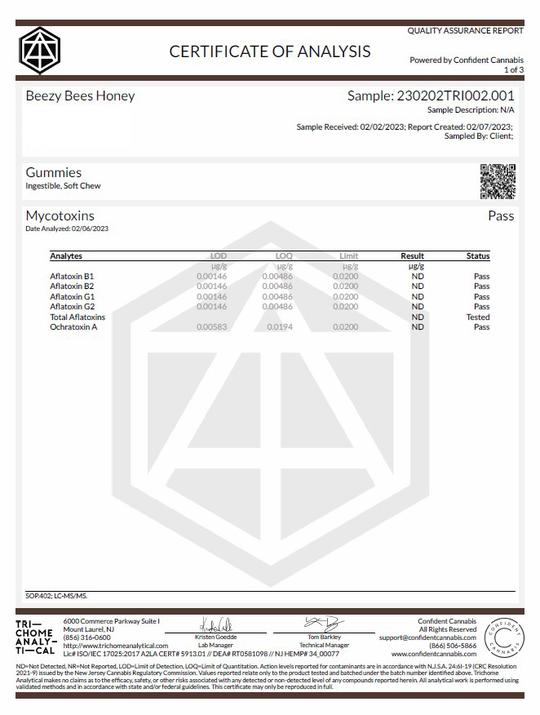 QUALITY ASSURANCE REPORT
CERTIFICATE OF ANALYSIS
Powered by Confident Cannabis
1 of 3
Beezy Bees Honey
Sample: 230202TRI002.001
Sample Description: N/A
Sample Received: 02/02/2023; Report Created: 02/07/2023;
Sampled By: Client;
Gummies
Ingestible, Soft Chew
Mycotoxins Pass
Date Analyzed: 02/06/2023
Analytes LOD LOQ Limit Result Status
µg/g µg/g µg/g µg/g
Aflatoxin B1 0.00146 0.00486 0.0200 ND Pass
Aflatoxin B2 0.00146 0.00486 0.0200 ND Pass
Aflatoxin G1 0.00146 0.00486 0.0200 ND Pass
Aflatoxin G2 0.00146 0.00486 0.0200 ND Pass
Total Aflatoxins ND Tested
Ochratoxin A 0.00583 0.0194 0.0200 ND Pass
SOP.402; LC-MS/MS.
TRI—
CHOME
ANALY—
TI—CAL
6000 Commerce Parkway Suite I
Mount Laurel, NJ
(856) 316-0600
http://www.trichomeanalytical.com
Lic# ISO/IEC 17025:2017 A2LA CERT# 5913.01 // DEA# RT0581098 // NJ HEMP# 34_00077
Kristen Goedde
Lab Manager
Tom Barkley
Technical Manager
Confident Cannabis
All Rights Reserved
support@confidentcannabis.com
(866) 506-5866
www.confidentcannabis.com
CONFIDENT
CANNABIS
ND=Not Detected, NR=Not Reported, LOD=Limit of Detection, LOQ=Limit of Quantitation. Action levels reported for contaminants are in accordance with N.J.S.A. 24:6I-19 (CRC Resolution
2021-9) issued by the New Jersey Cannabis Regulatory Commission. Values reported relate only to the product tested and batched under the batch number identified above. Trichome
Analytical makes no claims as to the efficacy, safety, or other risks associated with any detected or non-detected level of any compounds reported herein. All analytical work is performed using
validated methods and in accordance with state and/or federal guidelines. This certificate may only be reproduced in full.